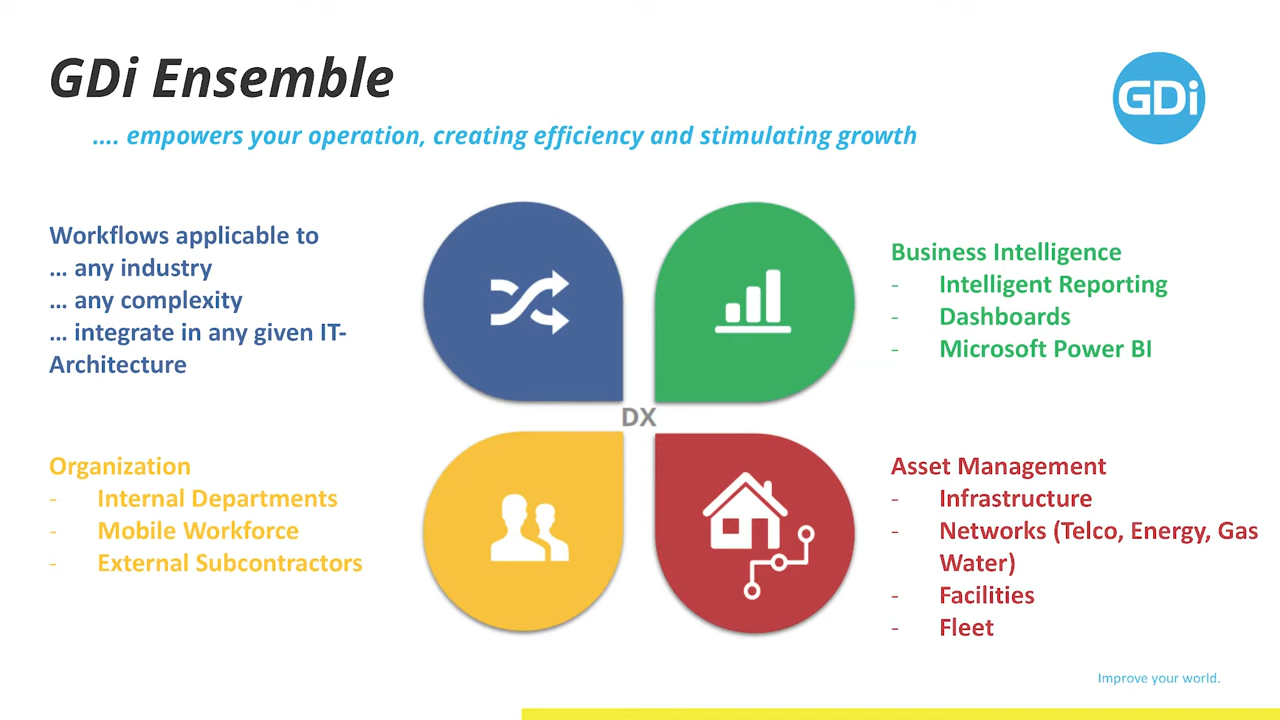 GDi Ensemble
GDi
.... empowers your operation, creating efficiency and stimulating growth
Workflows applicable to
... any industry
... any complexity
... integrate in any given IT-
Architecture
Business Intelligence
- Intelligent Reporting
- Dashboards
- Microsoft Power BI
DX
Organization
- Internal Departments
- Mobile Workforce
- External Subcontractors
Asset Management
- Infrastructure
- Networks (Telco, Energy, Gas
Water)
- Facilities
- Fleet
Improve your world.